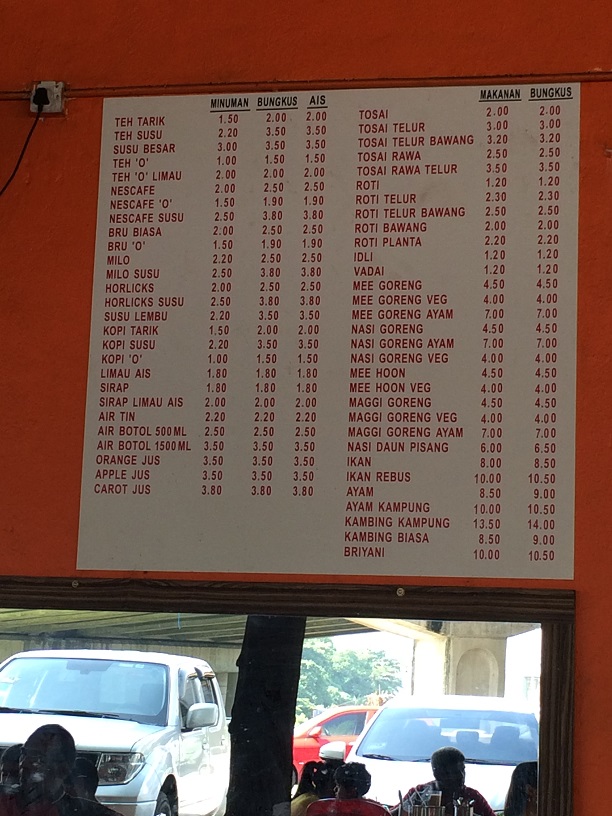 MINUMAN BUNGKUS AIS
TEH TARIK 1.50 2.00 2.00
TEH SUSU 2.20 3.50 3.50
SUSU BESAR 3.00 3.50 3.50
TEH 'O' 1.00 1.50 1.50
TEH 'O' LIMAU 2.00 2.00 2.00
NESCAFE 2.00 2.50 2.50
NESCAFE 'O' 1.50 1.90 1.90
NESCAFE SUSU 2.50 3.80 3.80
BRU BIASA 2.00 2.50 2.50
BRU 'O' 1.50 1.90 1.90
MILO 2.20 2.50 2.50
MILO SUSU 2.50 3.80 3.80
HORLICKS 2.00 2.50 2.50
HORLICKS SUSU 2.50 3.80 3.80
SUSU LEMBU 2.20 3.50 3.50
KOPI TARIK 1.50 2.00 2.00
KOPI SUSU 2.20 3.50 3.50
KOPI 'O' 1.00 1.50 1.50
LIMAU AIS 1.80 1.80 1.80
SIRAP 1.80 1.80 1.80
SIRAP LIMAU AIS 2.00 2.00 2.00
AIR TIN 2.20 2.20 2.20
AIR BOTOL 500ML 2.50 2.50 2.50
AIR BOTOL 1500ML 3.50 3.50 3.50
ORANGE JUS 3.50 3.50 3.50
APPLE JUS 3.50 3.50 3.50
CAROT JUS 3.80 3.80 3.80
MAKANAN BUNGKUS
TOSAI 2.00 2.00
TOSAI TELUR 3.00 3.00
TOSAI TELUR BAWANG 3.20 3.20
TOSAI RAWA 2.50 2.50
TOSAI RAWA TELUR 3.50 3.50
ROTI 1.20 1.20
ROTI TELUR 2.30 2.30
ROTI TELUR BAWANG 2.50 2.50
ROTI BAWANG 2.00 2.00
ROTI PLANTA 2.20 2.20
IDLI 1.20 1.20
VADAI 1.20 1.20
MEE GORENG 4.50 4.50
MEE GORENG VEG 4.00 4.00
MEE GORENG AYAM 7.00 7.00
NASI GORENG 4.50 4.50
NASI GORENG AYAM 7.00 7.00
NASI GORENG VEG 4.00 4.00
MEE HOON 4.50 4.50
MEE HOON VEG 4.00 4.00
MAGGI GORENG 4.50 4.50
MAGGI GORENG VEG 4.00 4.00
MAGGI GORENG AYAM 7.00 7.00
NASI DAUN PISANG 6.00 6.50
IKAN 8.00 8.50
IKAN REBUS 10.00 10.50
AYAM 8.50 9.00
AYAM KAMPUNG 10.00 10.50
KAMBING KAMPUNG 13.50 14.00
KAMBING BIASA 8.50 9.00
BRIYANI 10.00 10.50